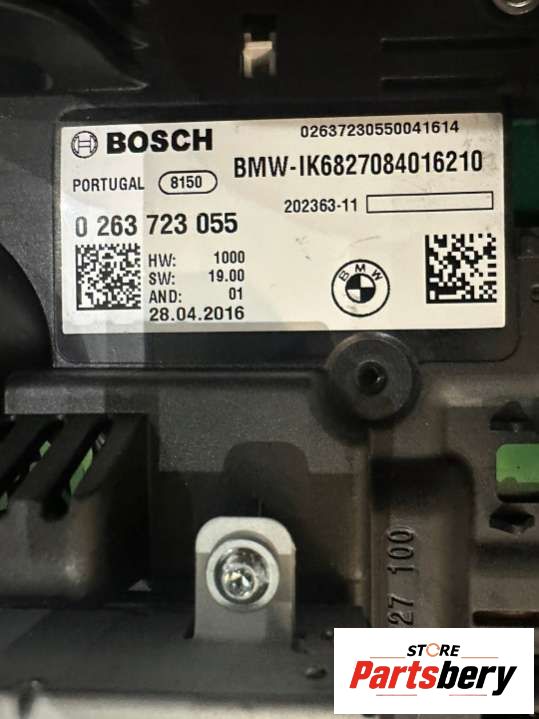 BOSCH
02637230550041614
BMW-IK6827084016210
PORTUGAL 8150
202363-11
0 263 723 055
HW: 1000
SW: 19.00
AND: 01
28.04.2016
BMW
27 100
STORE
Partsbery